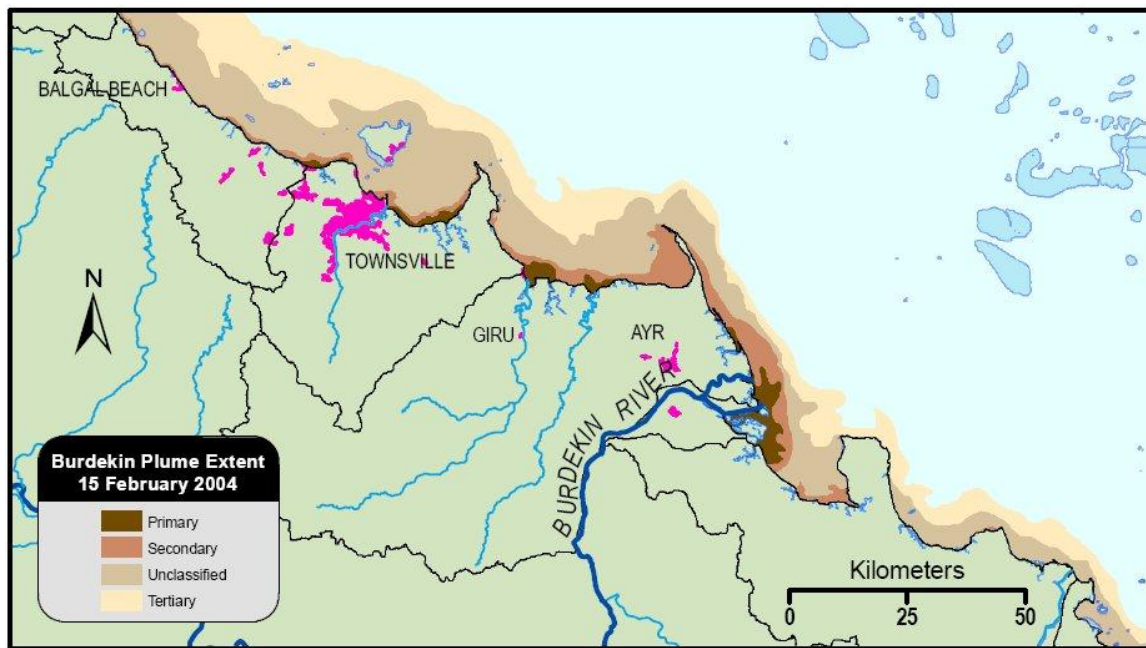 BALGAL BEACH
TOWNSVILLE
N
GIRU
AYR
BURDEKIN RIVER
Burdekin Plume Extent
15 February 2004
Primary
Secondary
Unclassified
Tertiary
Kilometers
0 25 50